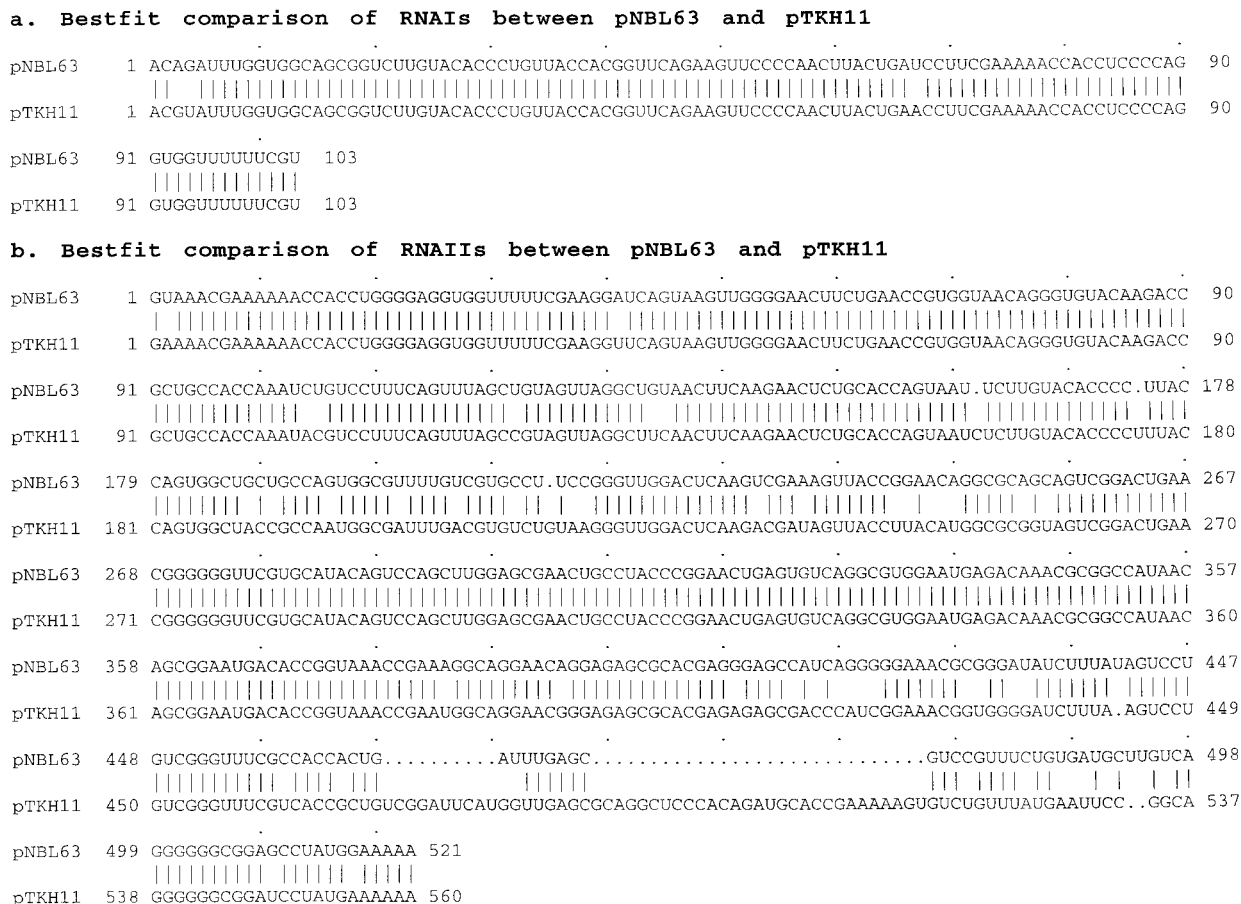 a. Bestfit comparison of RNAIs between pNBL63 and pTKH11
pNBL63 1 ACAGAUUUGGUGGCAGCGGUCUUGUACACCCUGUUACCACGGUUCAGAAGUUCCCCAACUUACUGAUCCUUCGAAAAACCACCUCCCCAG 90
pTKH11 1 ACGUAUUUGGUGGCAGCGGUCUUGUACACCCUGUUACCACGGUUCAGAAGUUCCCCAACUUACUGAACCUUCGAAAAACCACCUCCCCAG 90
pNBL63 91 GUGGUUUUUUCGU 103
pTKH11 91 GUGGUUUUUUCGU 103
b. Bestfit comparison of RNAIIs between pNBL63 and pTKH11
pNBL63 1 GUAAACGAAAAAACCACCUGGGGAGGUGGUUUUUCGAAGGAUCAGUAAGUUGGGGAACUUCUGAACCGUGGUAACAGGGUGUACAAGACC 90
pTKH11 1 GAAAACGAAAAAACCACCUGGGGAGGUGGUUUUUCGAAGGUUCAGUAAGUUGGGGAACUUCUGAACCGUGGUAACAGGGUGUACAAGACC 90
pNBL63 91 GCUGCCACCAAAUCUGUCCUUUCAGUUUAGCUGUAGUUAGGCUGUAACUUCAAGAACUCUGCACCAGUAAU.UCUUGUACACCCC.UUAC 178
pTKH11 91 GCUGCCACCAAAUACGUCCUUUCAGUUUAGCCGUAGUUAGGCUUCAACUUCAAGAACUCUGCACCAGUAAUCUCUUGUACACCCCUUUAC 180
pNBL63 179 CAGUGGCUGCUGCCAGUGGCGUUUUGUCGUGCCU.UCCGGGUUGGACUCAAGUCGAAAGUUACCGGAACAGGCGCAGCAGUCGGACUGAA 267
pTKH11 181 CAGUGGCUACCGCCAAUGGCGAUUUGACGUGUCUGUAAGGGUUGGACUCAAGACGAUAGUUACCUUACAUGGCGCGGUAGUCGGACUGAA 270
pNBL63 268 CGGGGGGUUCGUGCAUACAGUCCAGCUUGGAGCGAACUGCCUACCCGGAACUGAGUGUCAGGCGUGGAAUGAGACAAACGCGGCCAUAAC 357
pTKH11 271 CGGGGGGUUCGUGCAUACAGUCCAGCUUGGAGCGAACUGCCUACCCGGAACUGAGUGUCAGGCGUGGAAUGAGACAAACGCGGCCAUAAC 360
pNBL63 358 AGCGGAAUGACACCGGUAAACCGAAAGGCAGGAACAGGAGAGCGCACGAGGGAGCCAUCAGGGGGAAACGCGGGAUAUCUUUAUAGUCCU 447
pTKH11 361 AGCGGAAUGACACCGGUAAACCGAAUGGCAGGAACGGGAGAGCGCACGAGAGAGCGACCCAUCGGAAACGGUGGGGAUCUUUA.AGUCCU 449
pNBL63 448 GUCGGGUUUCGCCACCACUG..........AUUUGAGC.............................GUCCGUUUCUGUGAUGCUUGUCA 498
pTKH11 450 GUCGGGUUUCGUCACCGCUGUCGGAUUCAUGGUUGAGCGCAGGCUCCCACAGAUGCACCGAAAAAGUGUCUGUUUAUGAAUUCC..GGCA 537
pNBL63 499 GGGGGGCGGAGCCUAUGGAAAAA 521
pTKH11 538 GGGGGGCGGAUCCUAUGAAAAAA 560